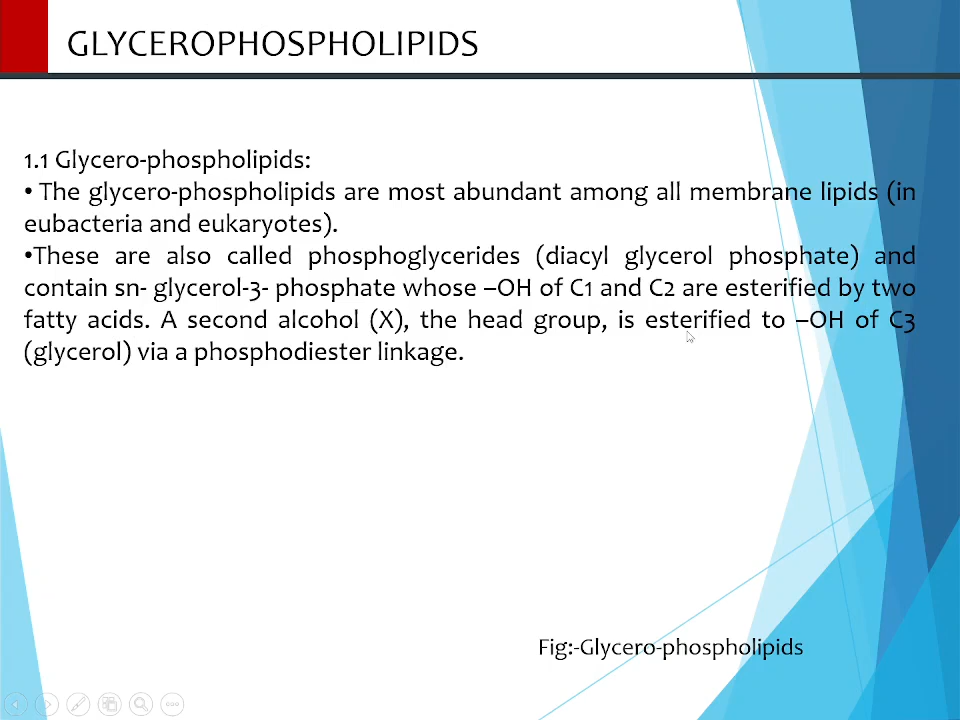 GLYCEROPHOSPHOLIPIDS
1.1 Glycero-phospholipids:
• The glycero-phospholipids are most abundant among all membrane lipids (in
eubacteria and eukaryotes).
•These are also called phosphoglycerides (diacyl glycerol phosphate) and
contain sn- glycerol-3- phosphate whose –OH of C1 and C2 are esterified by two
fatty acids. A second alcohol (X), the head group, is esterified to –OH of C3
(glycerol) via a phosphodiester linkage.
Fig:-Glycero-phospholipids